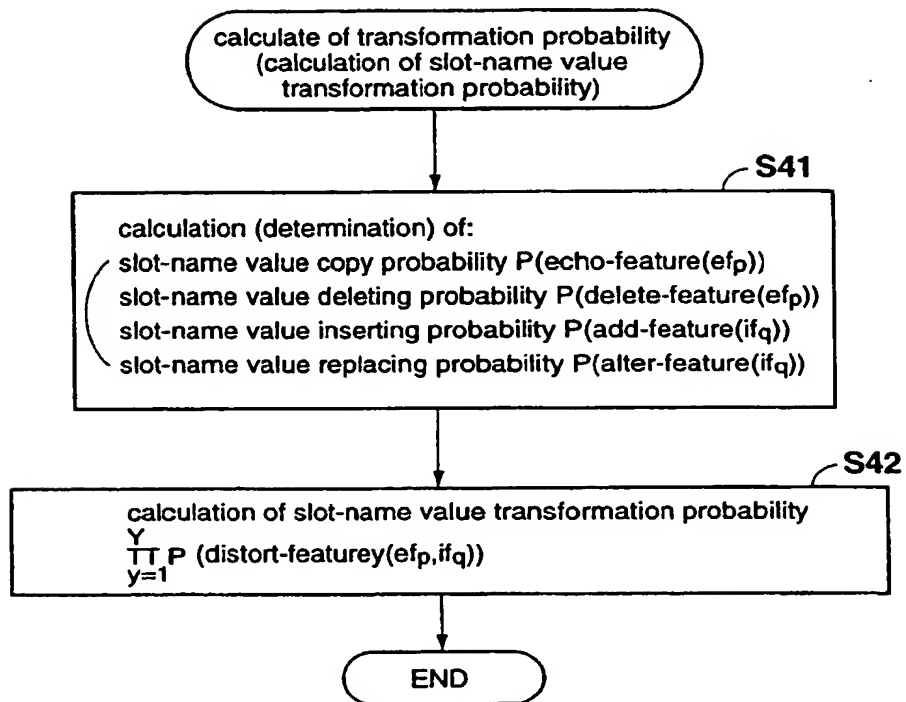 calculate of transformation probability
(calculation of slot-name value
transformation probability)
S41
calculation (determination) of:
slot-name value copy probability P(echo-feature(efp))
slot-name value deleting probability P(delete-feature(efp))
slot-name value inserting probability P(add-feature(ifq))
slot-name value replacing probability P(alter-feature(ifq))
S42
calculation of slot-name value transformation probability
Y
∏ P (distort-featurey(efp,ifq))
y=1
END